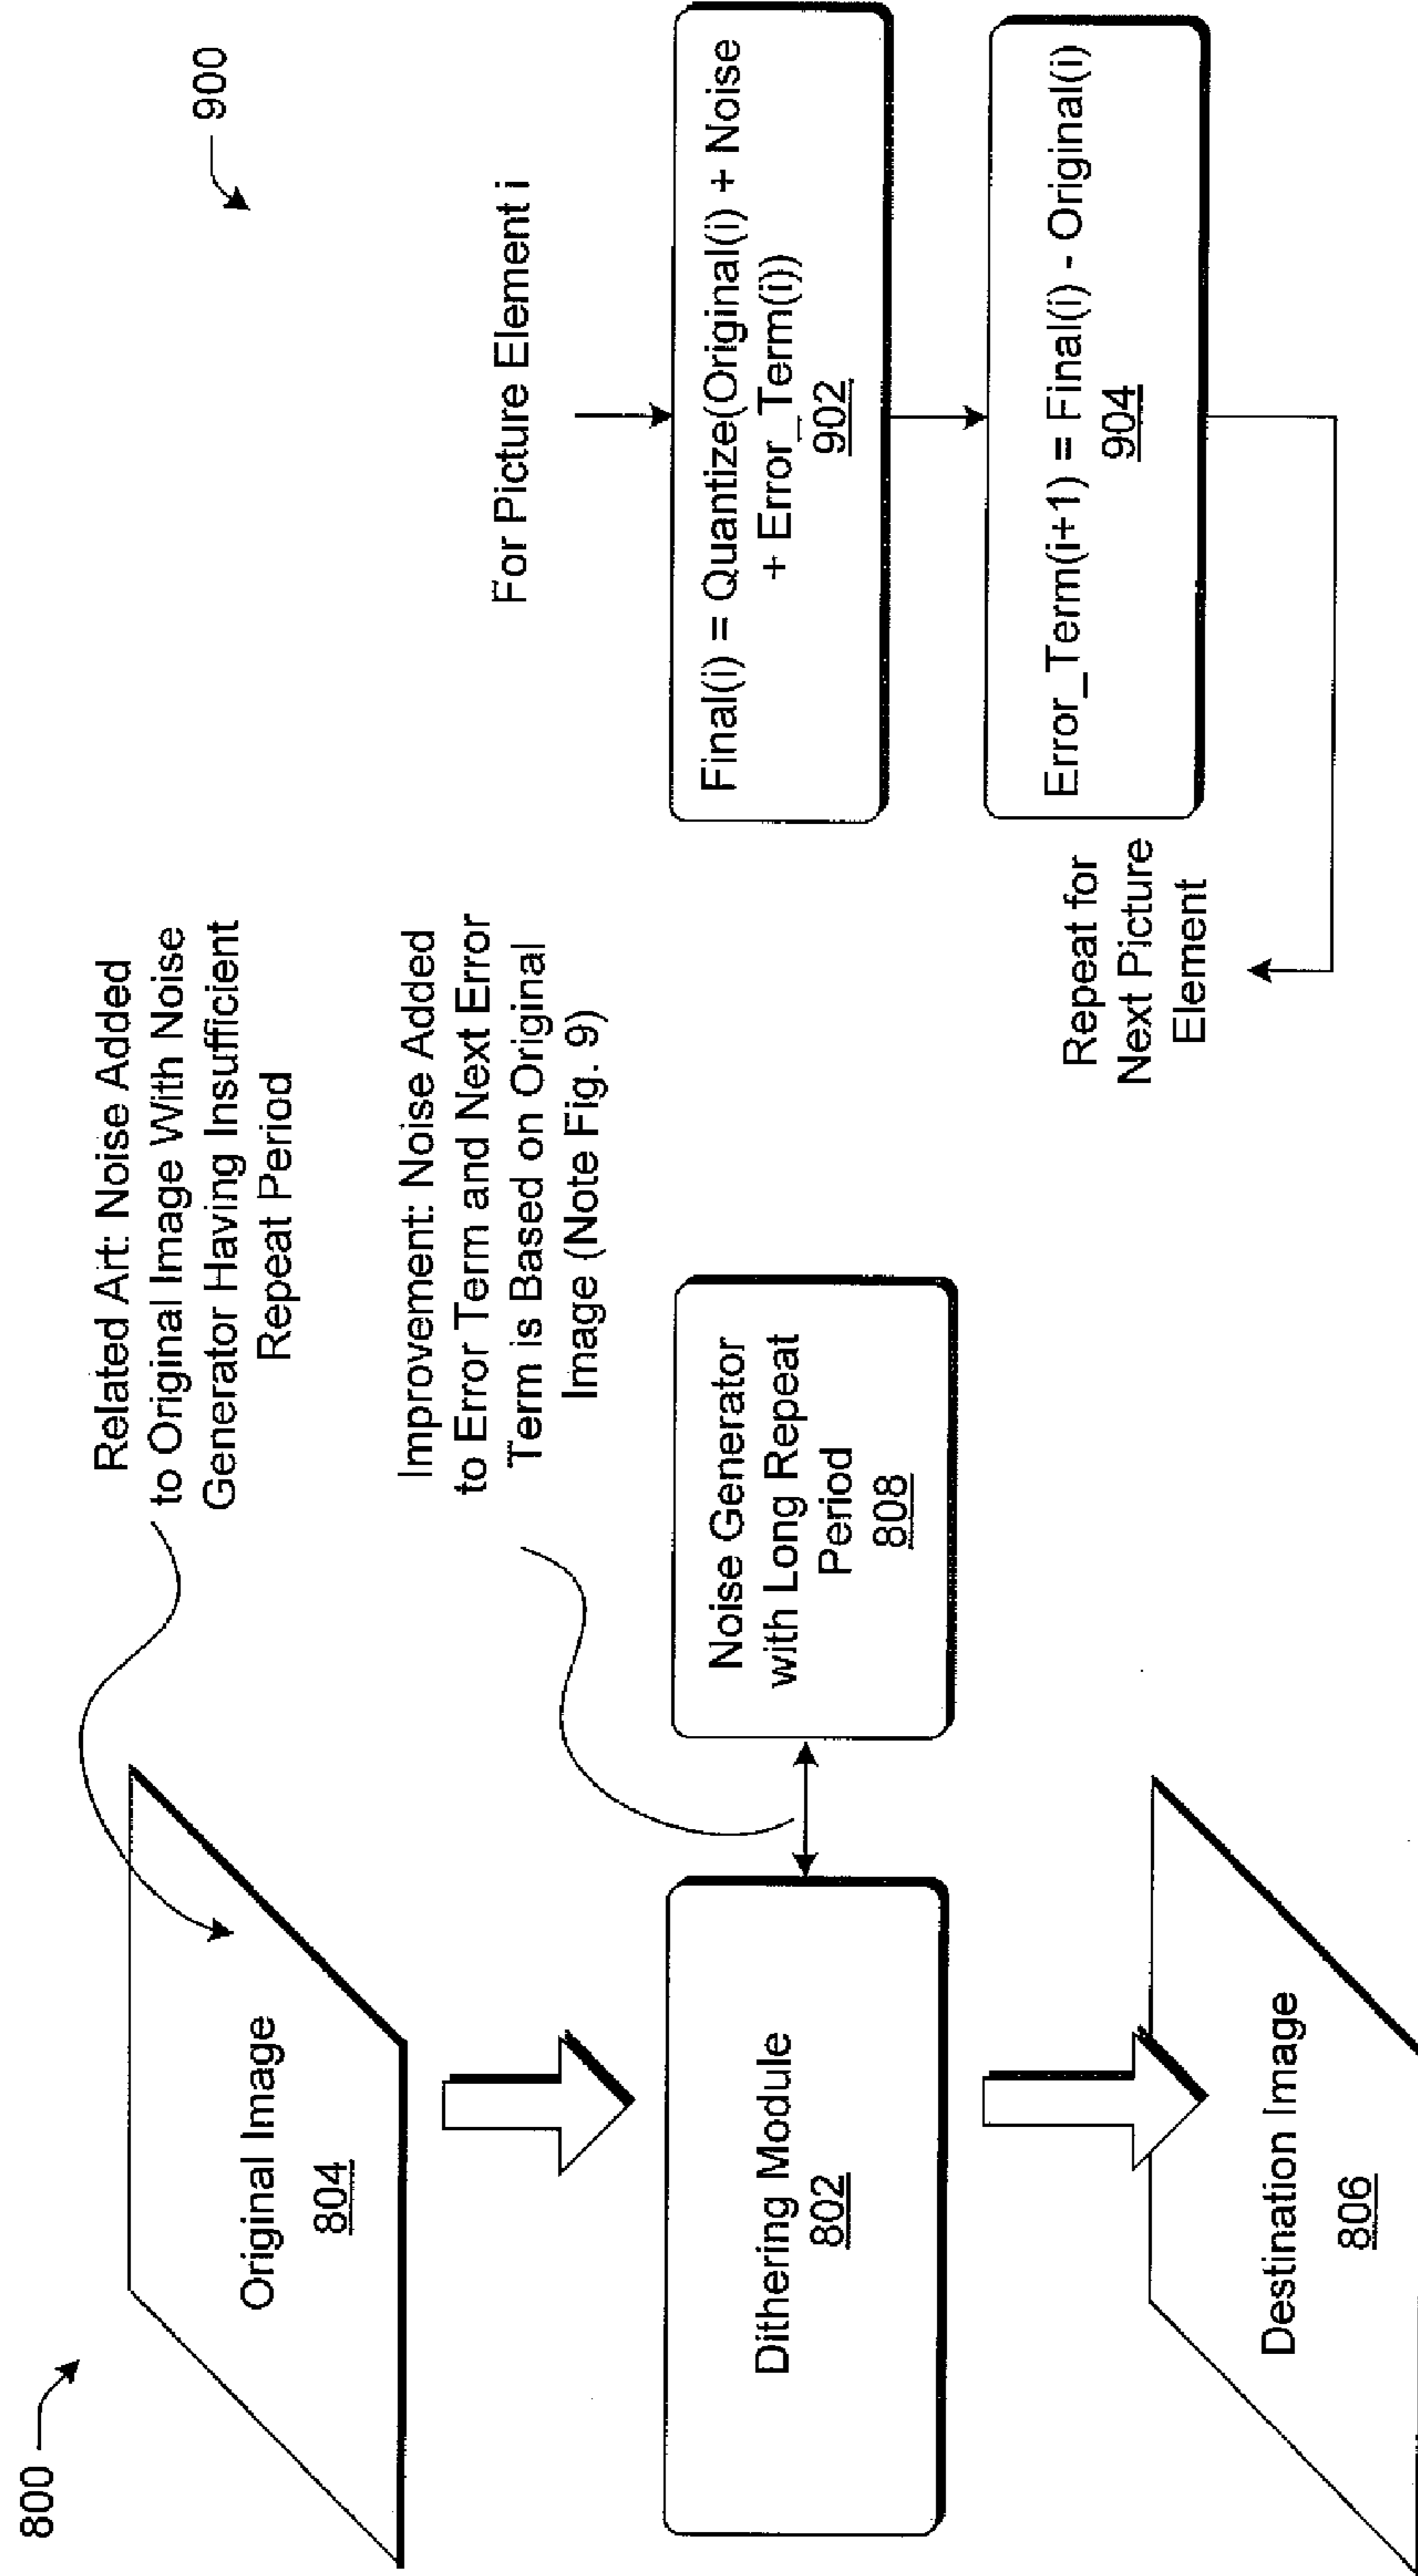 800
Related Art: Noise Added
to Original Image With Noise
Generator Having Insufficient
Repeat Period
Original Image
804
Improvement: Noise Added
to Error Term and Next Error
Term is Based on Original
Image (Note Fig. 9)
Dithering Module
802
Noise Generator
with Long Repeat
Period
808
Destination Image
806
900
For Picture Element i
Final(i) = Quantize(Original(i) + Noise
+ Error_Term(i))
902
Error_Term(i+1) = Final(i) - Original(i)
904
Repeat for
Next Picture
Element